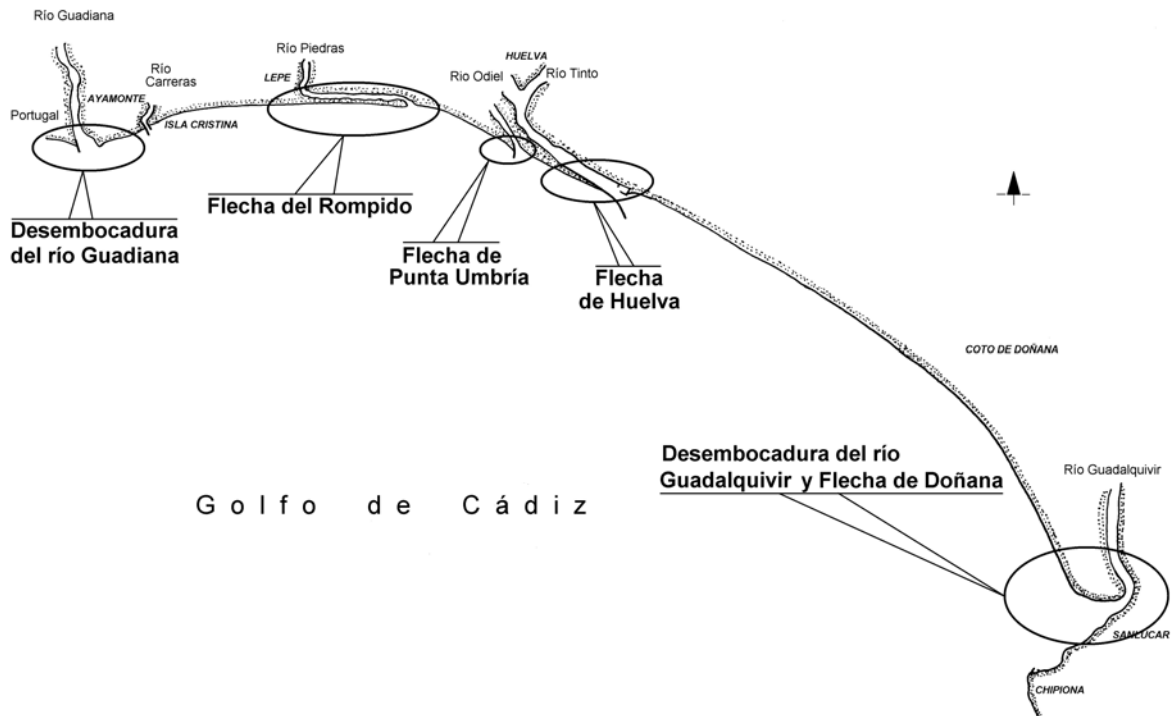 Río Guadiana
Río
Carreras
AYAMONTE
Portugal
ISLA CRISTINA
Río Piedras
LEPE
HUELVA
Rio Odiel
Río Tinto
Desembocadura
del río Guadiana
Flecha del Rompido
Flecha de
Punta Umbría
Flecha
de Huelva
COTO DE DOÑANA
Desembocadura del río
Guadalquivir y Flecha de Doñana
Río Guadalquivir
Golfo de Cádiz
SANLUCAR
CHIPIONA